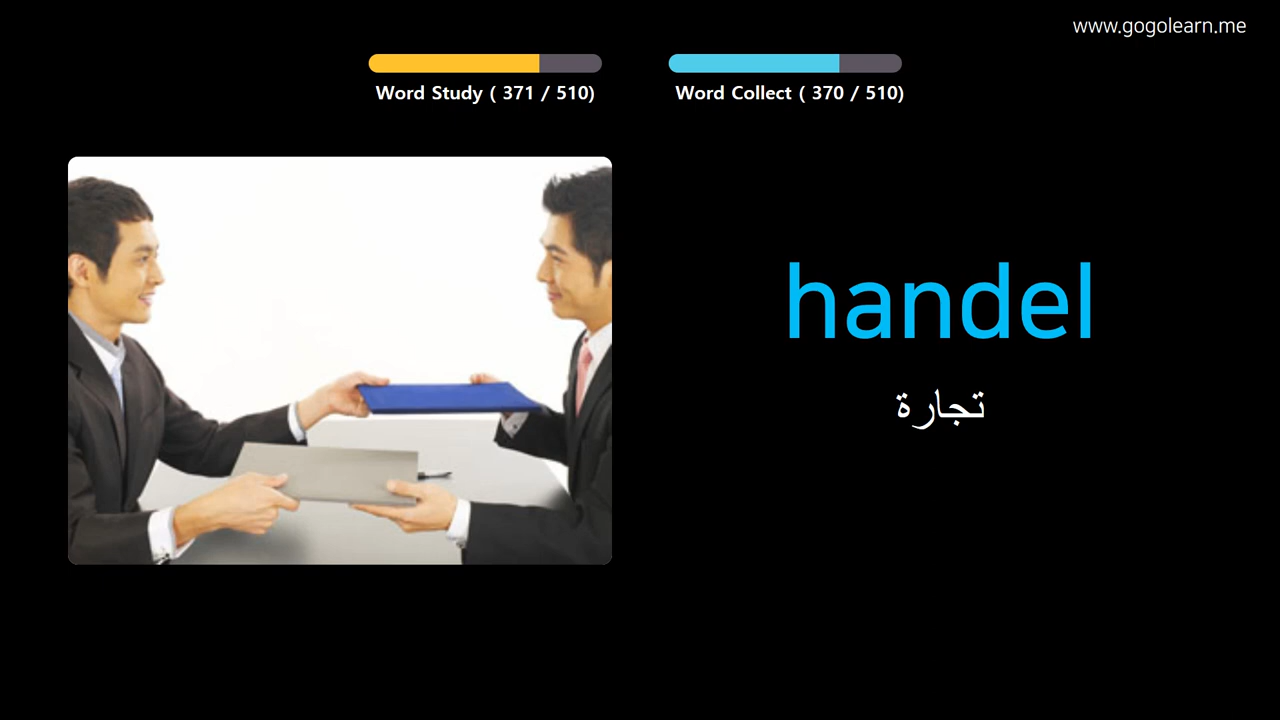 www.gogolearn.me
Word Study ( 371 / 510)
Word Collect ( 370 / 510)
handel
تجارة